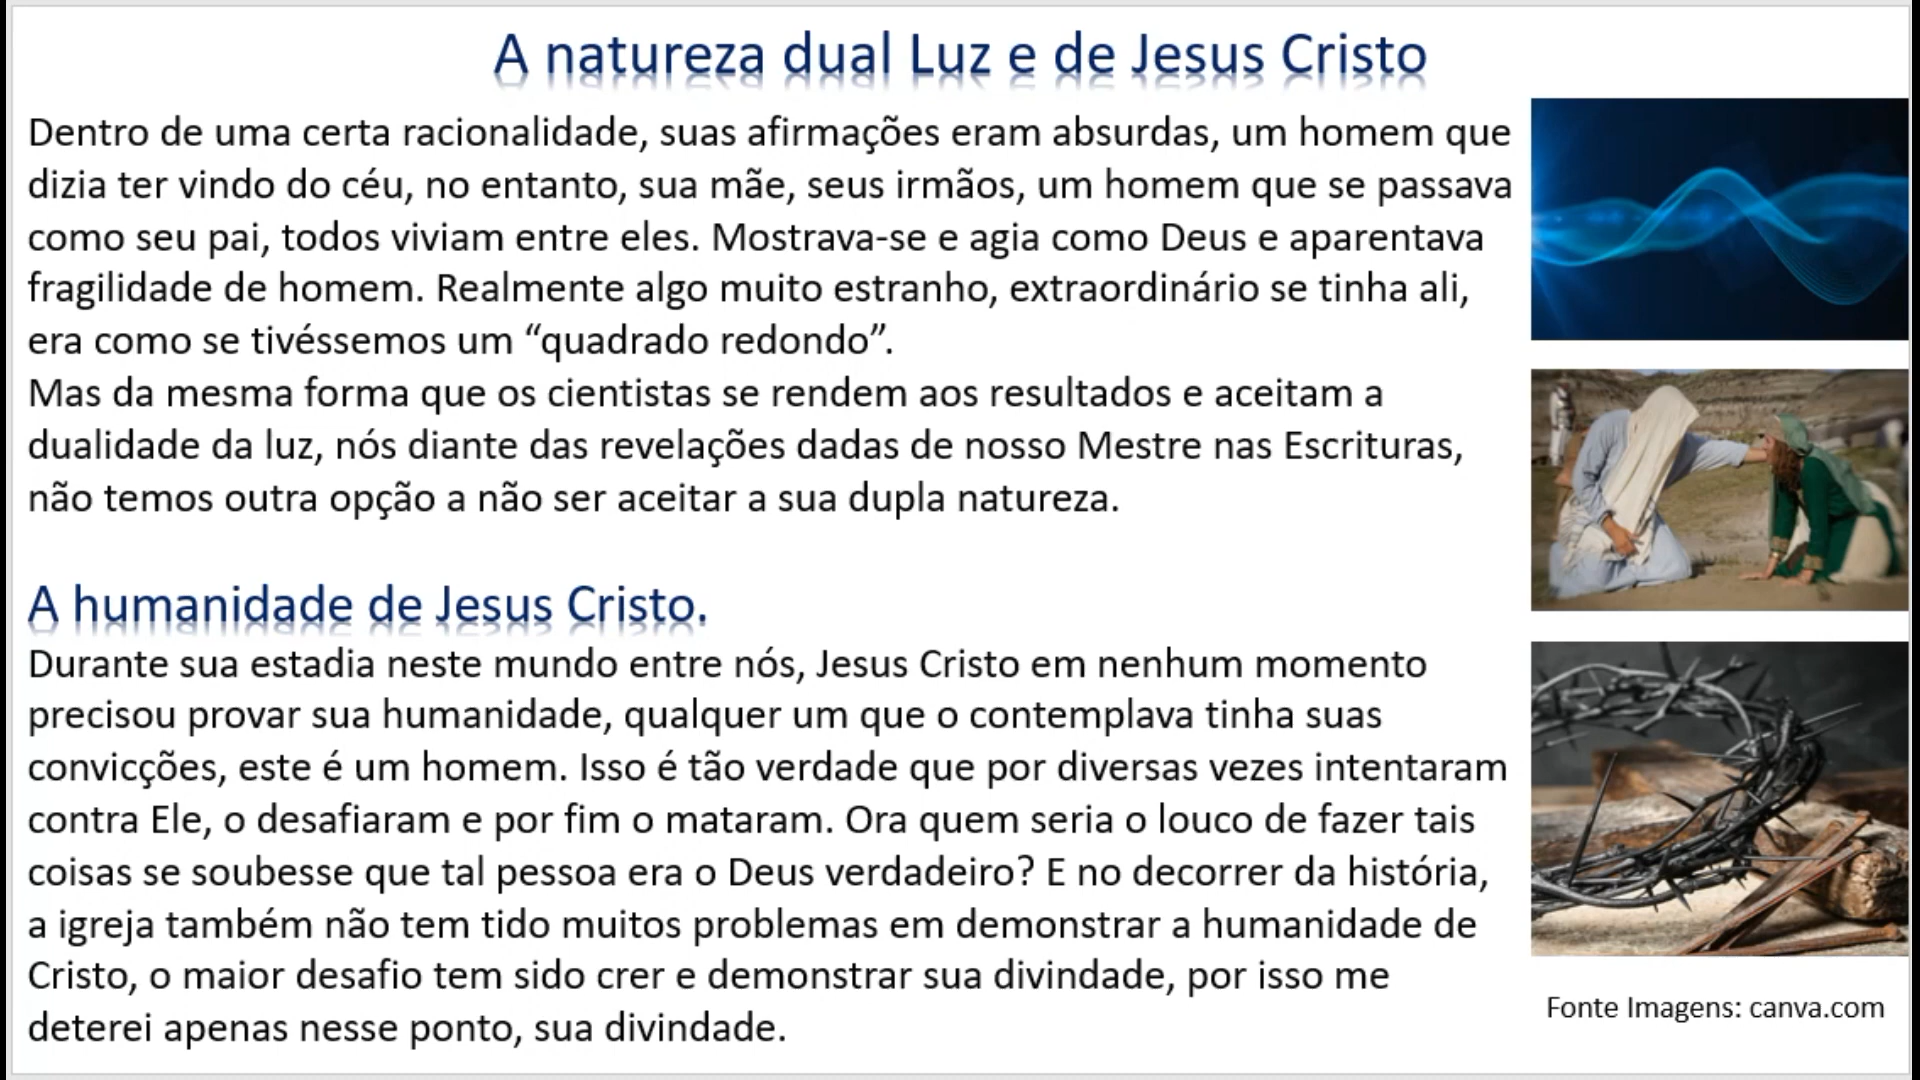 A natureza dual Luz e de Jesus Cristo
Dentro de uma certa racionalidade, suas afirmações eram absurdas, um homem que
dizia ter vindo do céu, no entanto, sua mãe, seus irmãos, um homem que se passava
como seu pai, todos viviam entre eles. Mostrava-se e agia como Deus e aparentava
fragilidade de homem. Realmente algo muito estranho, extraordinário se tinha ali,
era como se tivéssemos um “quadrado redondo”.
Mas da mesma forma que os cientistas se rendem aos resultados e aceitam a
dualidade da luz, nós diante das revelações dadas de nosso Mestre nas Escrituras,
não temos outra opção a não ser aceitar a sua dupla natureza.
A humanidade de Jesus Cristo.
Durante sua estadia neste mundo entre nós, Jesus Cristo em nenhum momento
precisou provar sua humanidade, qualquer um que o contemplava tinha suas
convicções, este é um homem. Isso é tão verdade que por diversas vezes intentaram
contra Ele, o desafiaram e por fim o mataram. Ora quem seria o louco de fazer tais
coisas se soubesse que tal pessoa era o Deus verdadeiro? E no decorrer da história,
a igreja também não tem tido muitos problemas em demonstrar a humanidade de
Cristo, o maior desafio tem sido crer e demonstrar sua divindade, por isso me
deterei apenas nesse ponto, sua divindade.
Fonte Imagens: canva.com